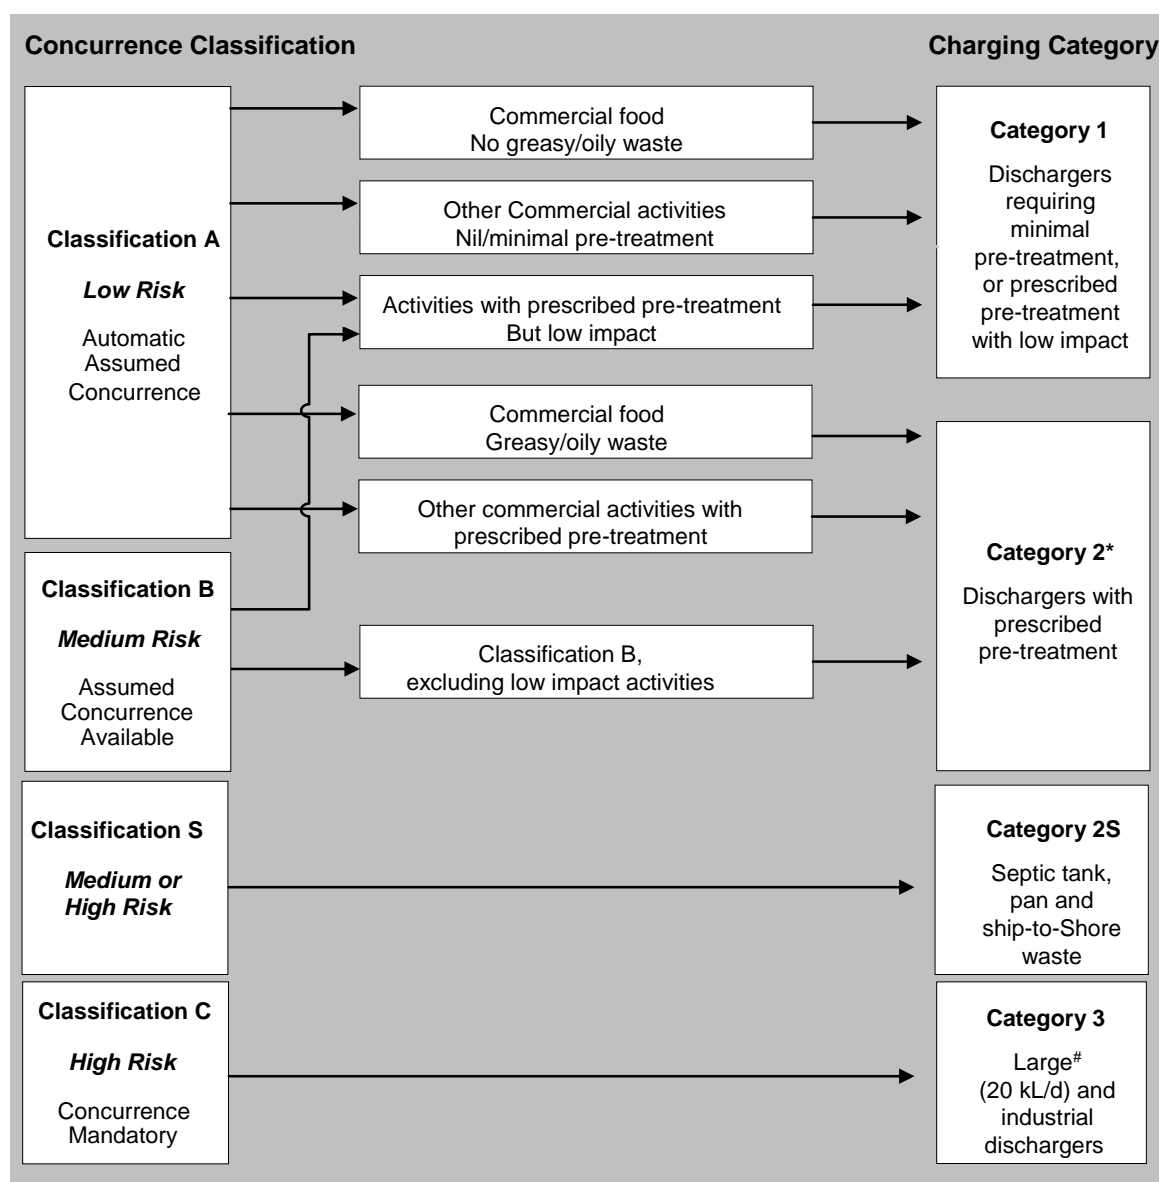 Concurrence Classification
Charging Category
Classification A
Low Risk
Automatic
Assumed
Concurrence
Classification B
Medium Risk
Assumed
Concurrence
Available
Classification S
Medium or
High Risk
Classification C
High Risk
Concurrence
Mandatory
Commercial food
No greasy/oily waste
Other Commercial activities
Nil/minimal pre-treatment
Activities with prescribed pre-treatment
But low impact
Commercial food
Greasy/oily waste
Other commercial activities with
prescribed pre-treatment
Classification B,
excluding low impact activities
Category 1
Dischargers
requiring
minimal
pre-treatment,
or prescribed
pre-treatment
with low impact
Category 2*
Dischargers with
prescribed
pre-treatment
Category 2S
Septic tank,
pan and
ship-to-Shore
waste
Category 3
Large#
(20 kL/d) and
industrial
dischargers